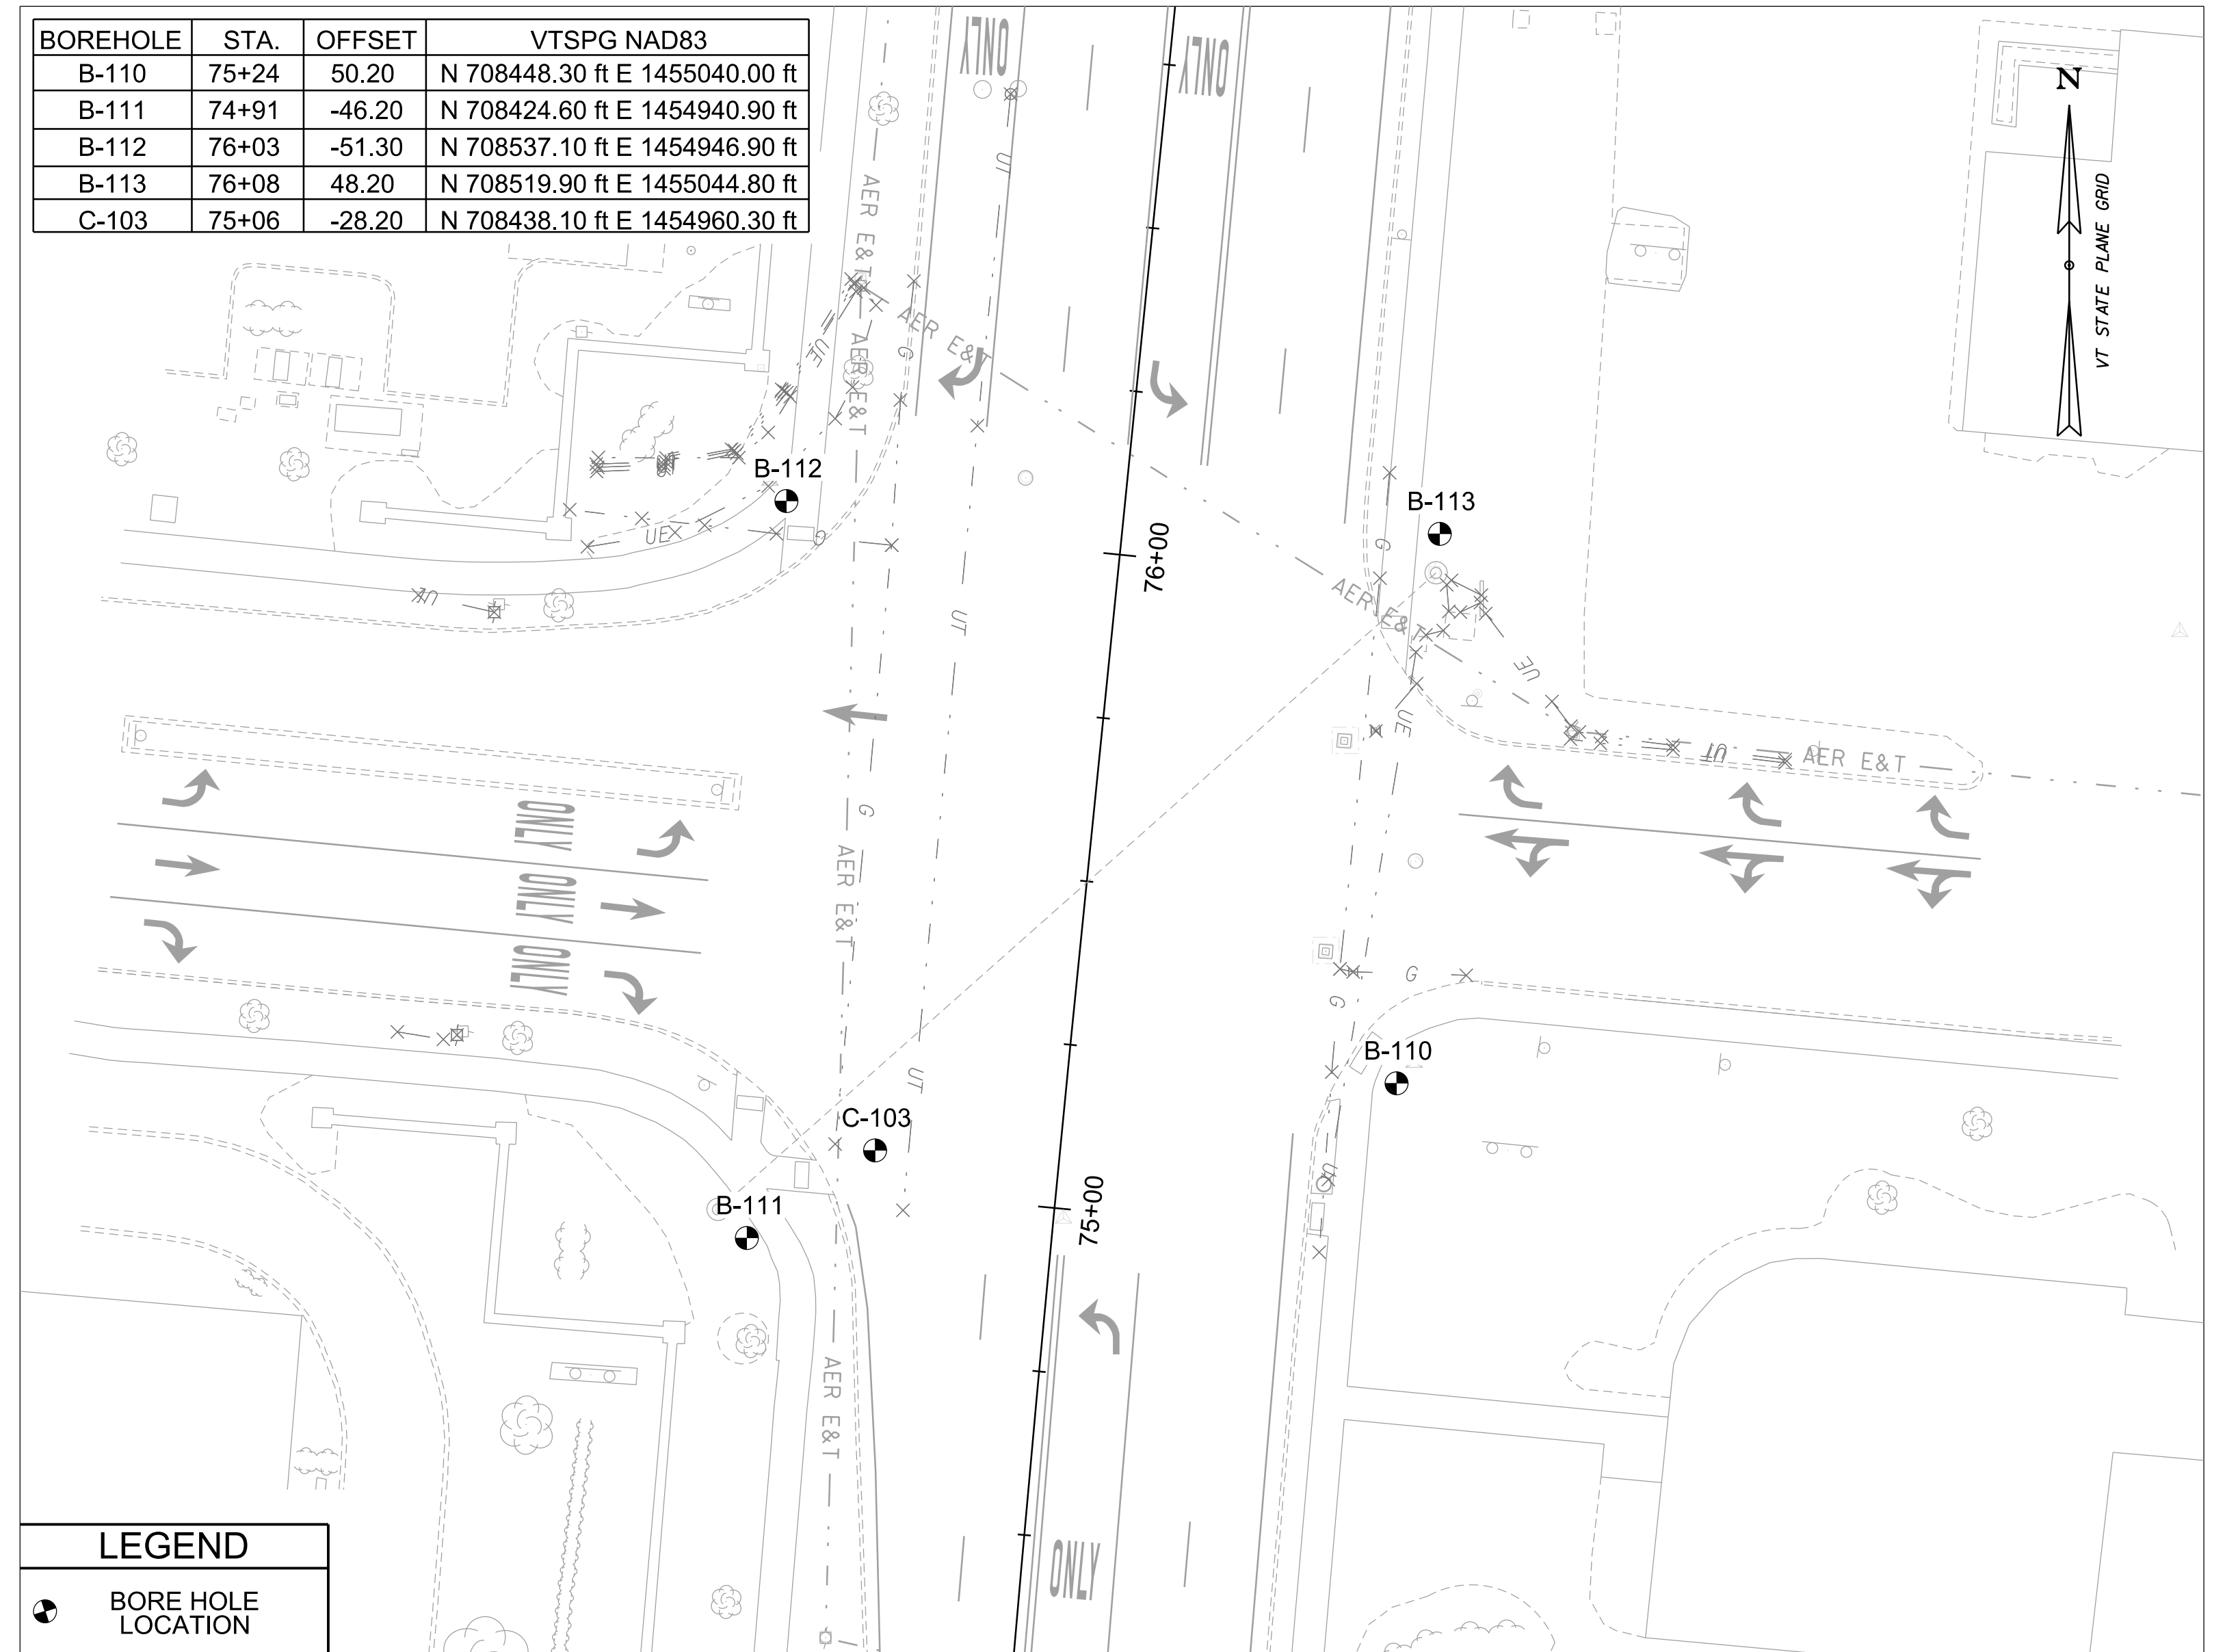 BOREHOLE STA. OFFSET VTSPG NAD83
B-110 75+24 50.20 N 708448.30 ft E 1455040.00 ft
B-111 74+91 -46.20 N 708424.60 ft E 1454940.90 ft
B-112 76+03 -51.30 N 708537.10 ft E 1454946.90 ft
B-113 76+08 48.20 N 708519.90 ft E 1455044.80 ft
C-103 75+06 -28.20 N 708438.10 ft E 1454960.30 ft
ONLY
ONLY
N
VT STATE PLANE GRID
UT
AER E&T
AER E&T
AER E&T
UE
G
B-112
B-113
UE
G
G
76+00
UE
UT
AER E&T
UE
UE
UT
AER E&T
G
ONLY
AER E&T
ONLY
ONLY
G
G
UT
B-110
C-103
75+00
B-111
AER E&T
ONLY
LEGEND
BORE HOLE
LOCATION